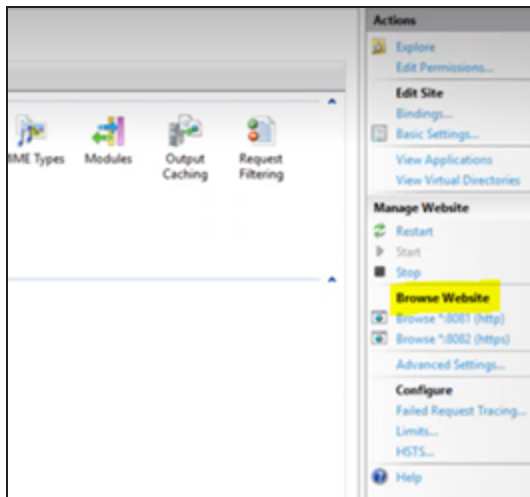 Actions
Explore
Edit Permissions...
Edit Site
Bindings...
Basic Settings...
View Applications
View Virtual Directories
Manage Website
Restart
Start
Stop
Browse Website
Browse *:8081 (http)
Browse *:8082 (https)
Advanced Settings...
Configure
Failed Request Tracing...
Limits...
HSTS...
Help
MIME Types Modules Output Caching Request Filtering